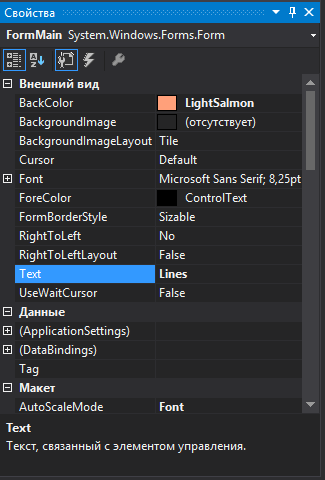 Свойства
FormMain System.Windows.Forms.Form
Внешний вид
BackColor LightSalmon
BackgroundImage (отсутствует)
BackgroundImageLayout Tile
Cursor Default
Font Microsoft Sans Serif; 8,25pt
ForeColor ControlText
FormBorderStyle Sizable
RightToLeft No
RightToLeftLayout False
Text Lines
UseWaitCursor False
Данные
(ApplicationSettings)
(DataBindings)
Tag
Макет
AutoScaleMode Font
Text
Текст, связанный с элементом управления.